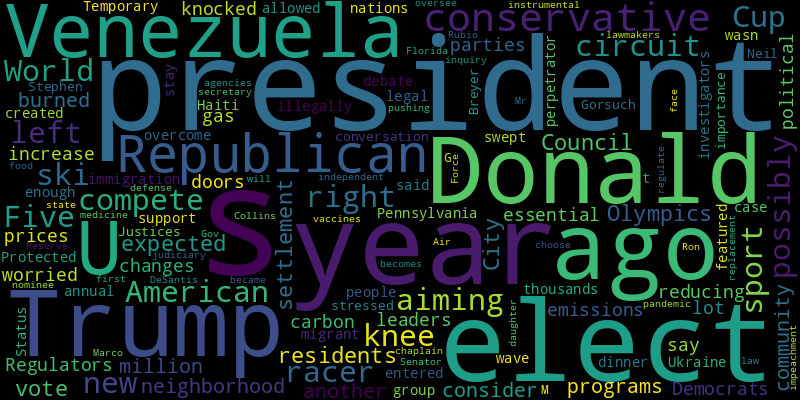 Temporary knocked allowed nations oversee instrumental
Venezuela conservative Cup
Rubio lawmakers wasn
World stay president Florida parties circuit Neil
Stephen agencies secretary inquiry debate perpetrator investigators importance political
burned Haiti illegally legal pushing Breyer Mr Gorsuch face
created gas
left overcome Republican conversation swept Council possibly
increase doors Donald GI Force independent t regulate
food ski immigration defense will right said
enough
state compete S year ago essential Olympics case
Five medicine support Collins vaccines Pennsylvania City featured replacement sport
prices U Justices Gov Air choose Ron
Reserve expected judiciary settlement
Protected changes first DeSantis became becomes
worried nominee annual people thousands emissions reducing community
Status American stressed aiming daughter pandemic lot
Trump carbon leaders elect
Marco migrant knee say
Regulators residents chaplain Senator wave dinner Ukraine law
million racer entered impeachment
vote new neighborhood another group consider M programs Democrats